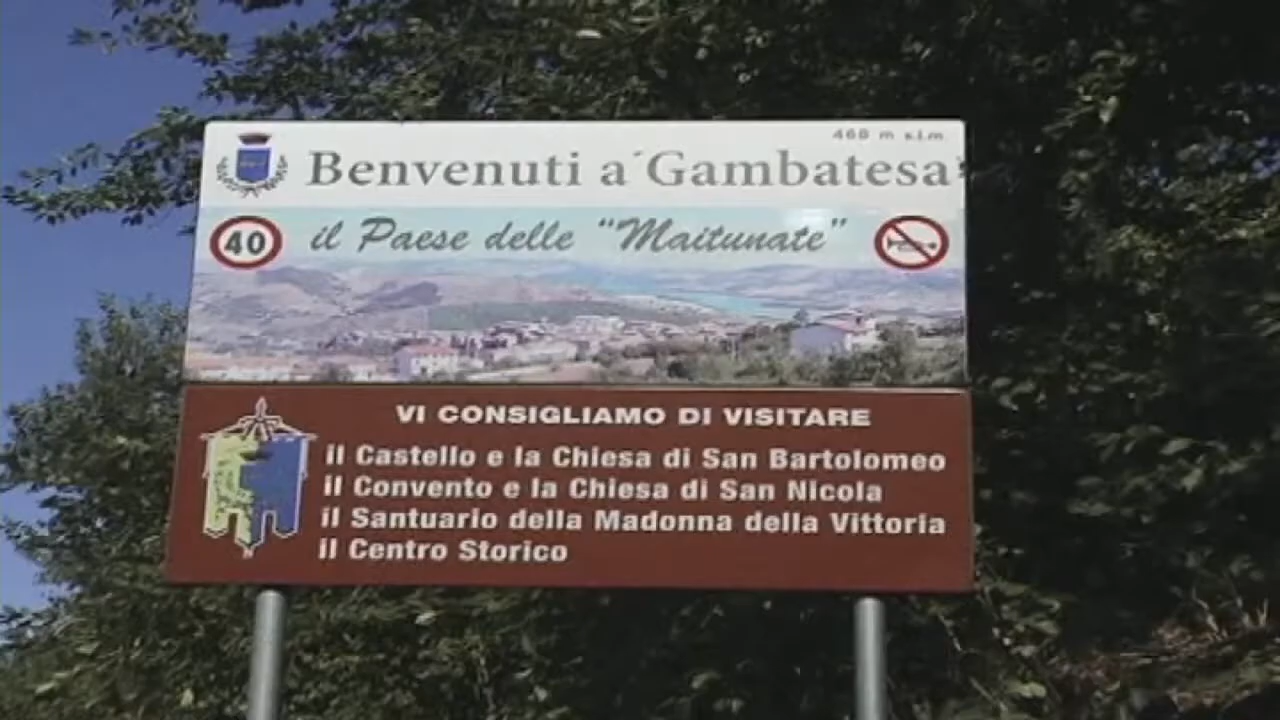 468 m s.l.m.
Benvenuti a´Gambatesa
40
il Paese delle "Maitunate"
VI CONSIGLIAMO DI VISITARE
il Castello e la Chiesa di San Bartolomeo
il Convento e la Chiesa di San Nicola
il Santuario della Madonna della Vittoria
il Centro Storico